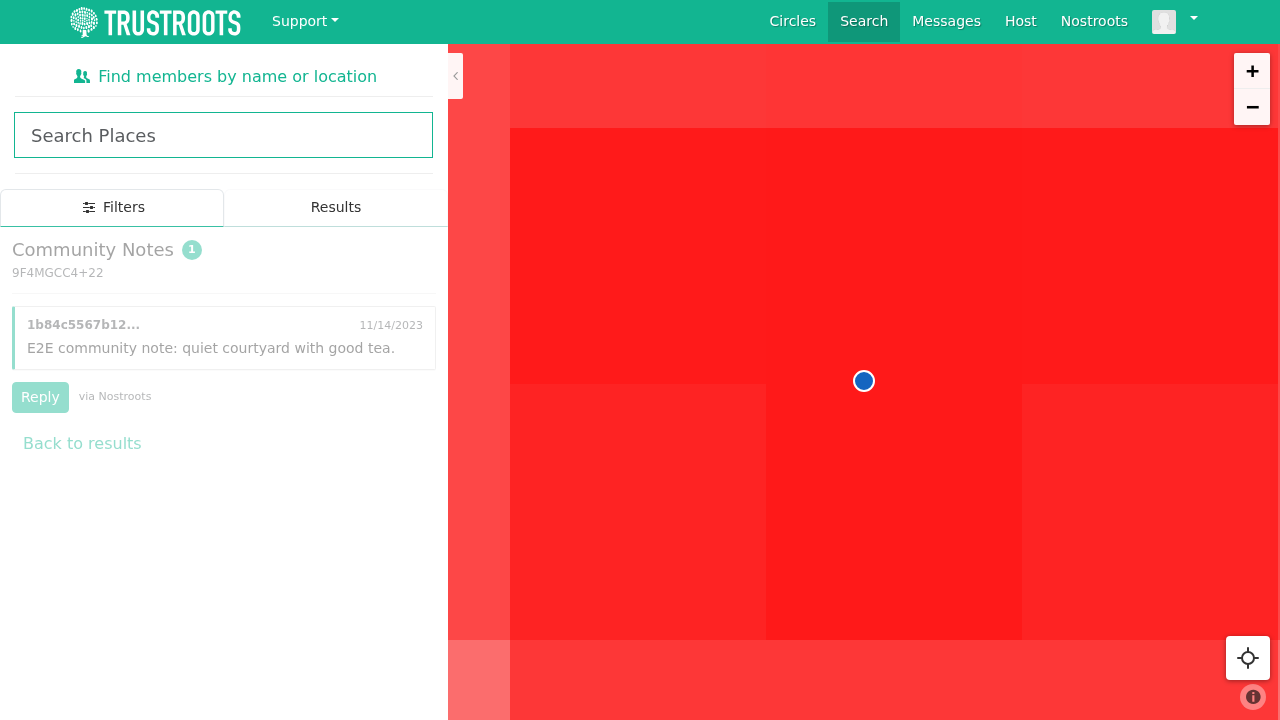 TRUSTROOTS Support Circles Search Messages Host Nostroots
Find members by name or location
Search Places
Filters Results
Community Notes 1
9F4MGCC4+22
1b84c5567b12... 11/14/2023
E2E community note: quiet courtyard with good tea.
Reply via Nostroots
Back to results
+
−